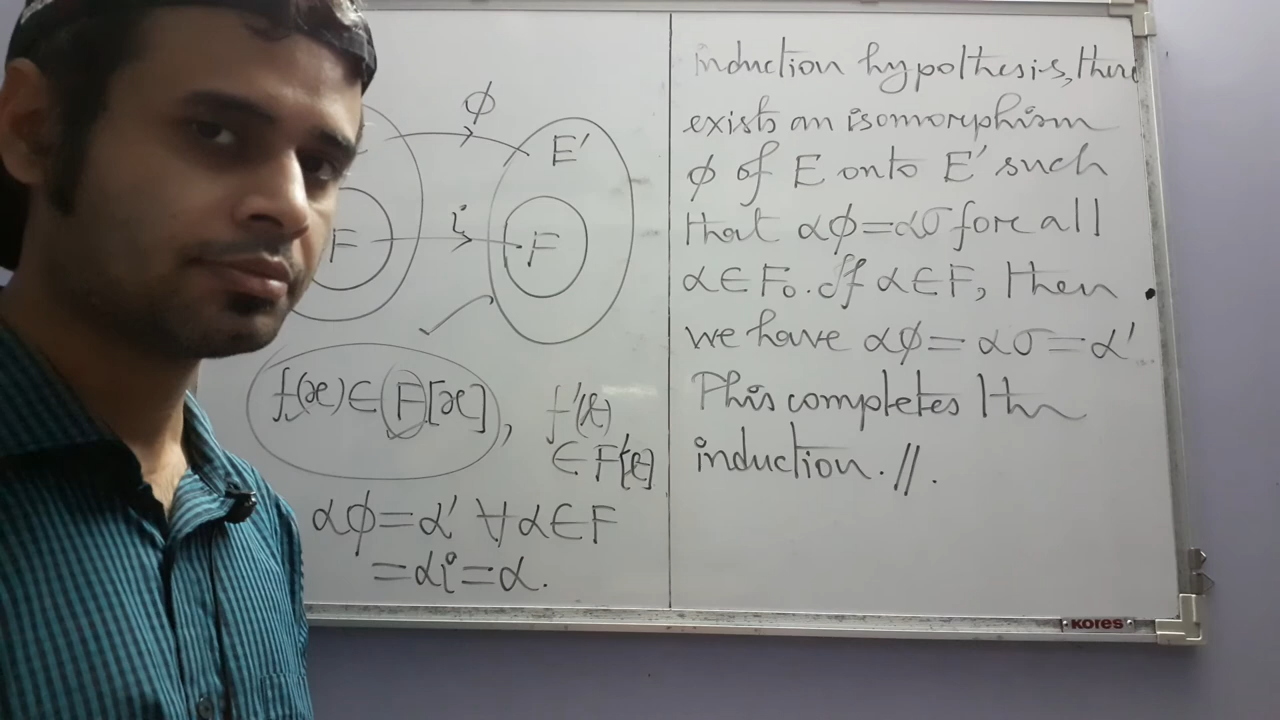 ϕ
E'
i
F
F
f(x)∈F[x], f'(x)
∈F'[x]
αϕ=α' ∀α∈F
=αi=α.
induction hypothesis, there
exists an isomorphism
ϕ of E onto E' such
that αϕ=ασ for all
α∈F₀. If α∈F, then
we have αϕ=ασ=α'
This completes the
induction. //.
KORES